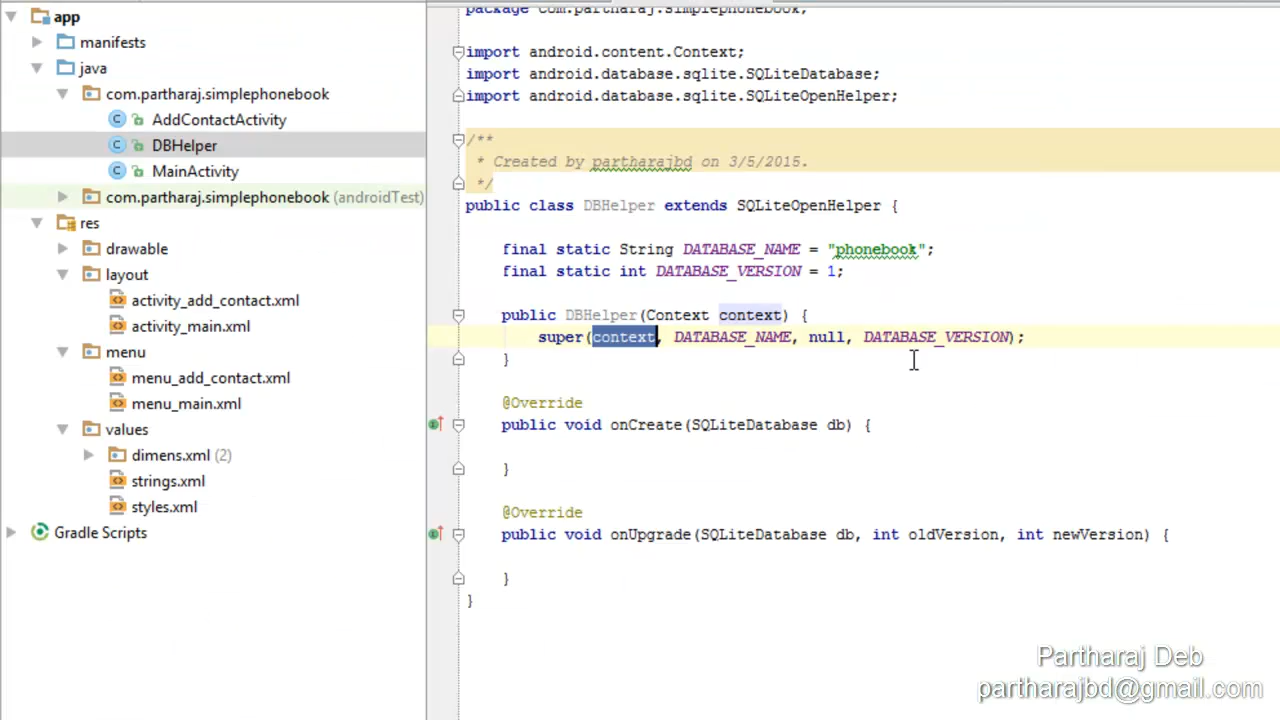 app
manifests
java
com.partharaj.simplephonebook
AddContactActivity
DBHelper
MainActivity
com.partharaj.simplephonebook (androidTest)
res
drawable
layout
activity_add_contact.xml
activity_main.xml
menu
menu_add_contact.xml
menu_main.xml
values
dimens.xml (2)
strings.xml
styles.xml
Gradle Scripts
package com.partharaj.simplephonebook;
import android.content.Context;
import android.database.sqlite.SQLiteDatabase;
import android.database.sqlite.SQLiteOpenHelper;
/**
* Created by partharajbd on 3/5/2015.
*/
public class DBHelper extends SQLiteOpenHelper {
final static String DATABASE_NAME = "phonebook";
final static int DATABASE_VERSION = 1;
public DBHelper(Context context) {
super(context, DATABASE_NAME, null, DATABASE_VERSION);
}
@Override
public void onCreate(SQLiteDatabase db) {
}
@Override
public void onUpgrade(SQLiteDatabase db, int oldVersion, int newVersion) {
}
}
Partharaj Deb
partharajbd@gmail.com